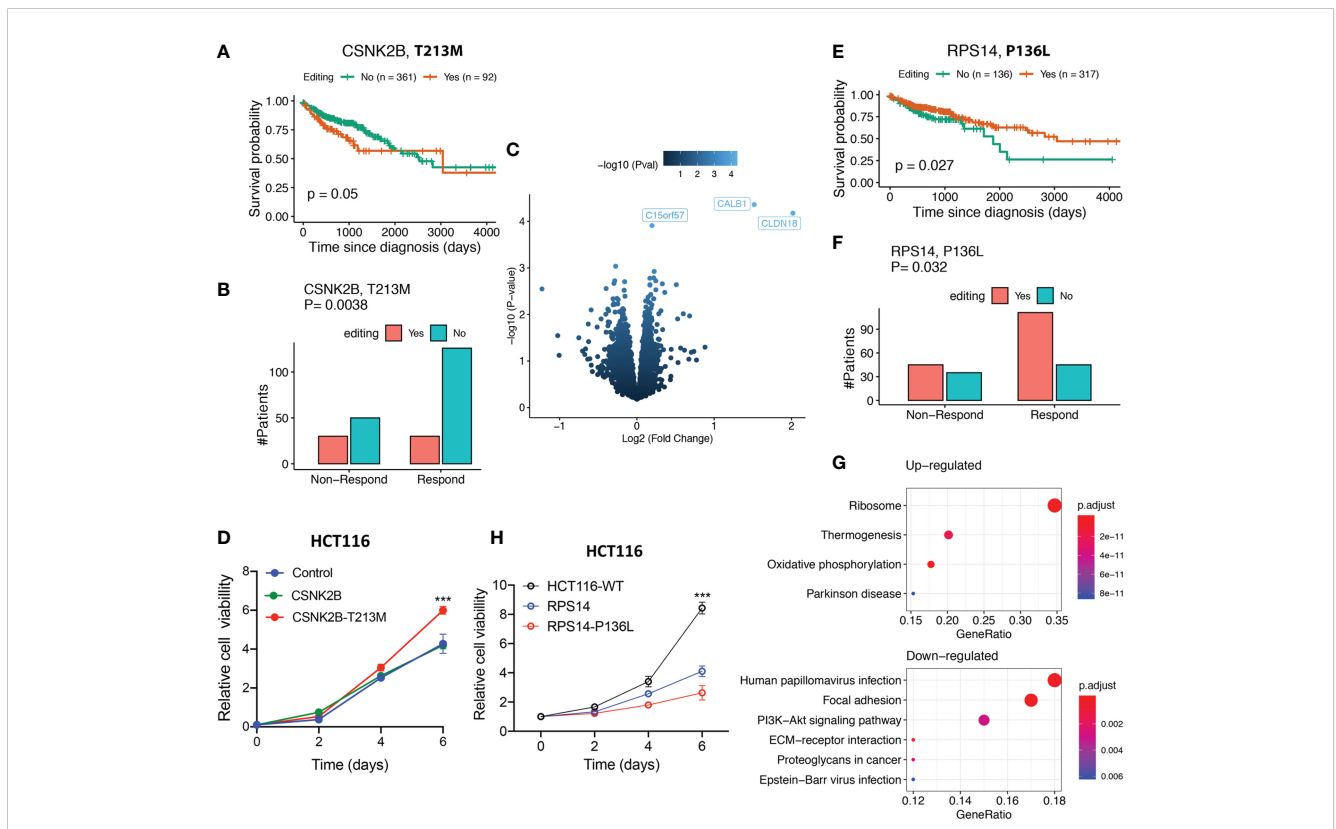 A
CSNK2B, T213M
Editing No (n = 361) Yes (n = 92)
Survival probability
1.00
0.75
0.50
0.25
0.00
p = 0.05
0 1000 2000 3000 4000
Time since diagnosis (days)
B
CSNK2B, T213M
P= 0.0038
editing Yes No
#Patients
100
50
0
Non−Respond Respond
C
−log10 (Pval)
1 2 3 4
CALB1
C15orf57
CLDN18
−log10 (P−value)
4
3
2
1
0
−1 0 1 2
Log2 (Fold Change)
D
HCT116
Control
CSNK2B
CSNK2B-T213M
***
Relative cell viabillity
8
6
4
2
0
0 2 4 6
Time (days)
E
RPS14, P136L
Editing No (n = 136) Yes (n = 317)
Survival probability
1.00
0.75
0.50
0.25
0.00
p = 0.027
0 1000 2000 3000 4000
Time since diagnosis (days)
F
RPS14, P136L
P= 0.032
editing Yes No
#Patients
90
60
30
0
Non−Respond Respond
G
Up−regulated
Ribosome
Thermogenesis
Oxidative phosphorylation
Parkinson disease
0.15 0.20 0.25 0.30 0.35
GeneRatio
p.adjust
2e−11
4e−11
6e−11
8e−11
Down−regulated
Human papillomavirus infection
Focal adhesion
PI3K−Akt signaling pathway
ECM−receptor interaction
Proteoglycans in cancer
Epstein−Barr virus infection
0.12 0.14 0.16 0.18
GeneRatio
p.adjust
0.002
0.004
0.006
H
HCT116
HCT116-WT
RPS14
RPS14-P136L
***
Relative cell viability
10
8
6
4
2
0
0 2 4 6
Time (days)